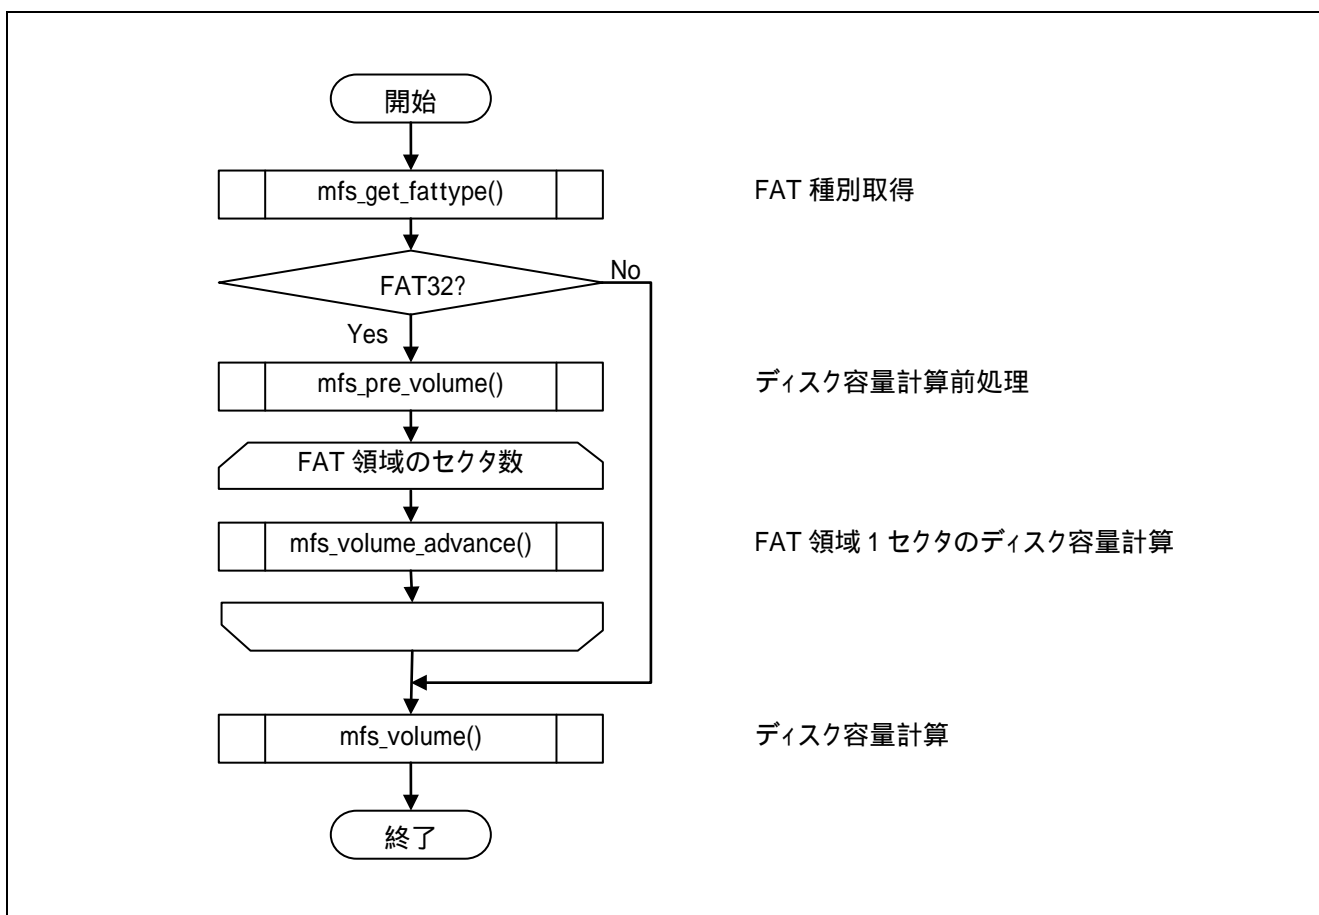 開始
mfs_get_fattype()
FAT 種別取得
FAT32?
No
Yes
mfs_pre_volume()
ディスク容量計算前処理
FAT 領域のセクタ数
mfs_volume_advance()
FAT 領域 1 セクタのディスク容量計算
mfs_volume()
ディスク容量計算
終了